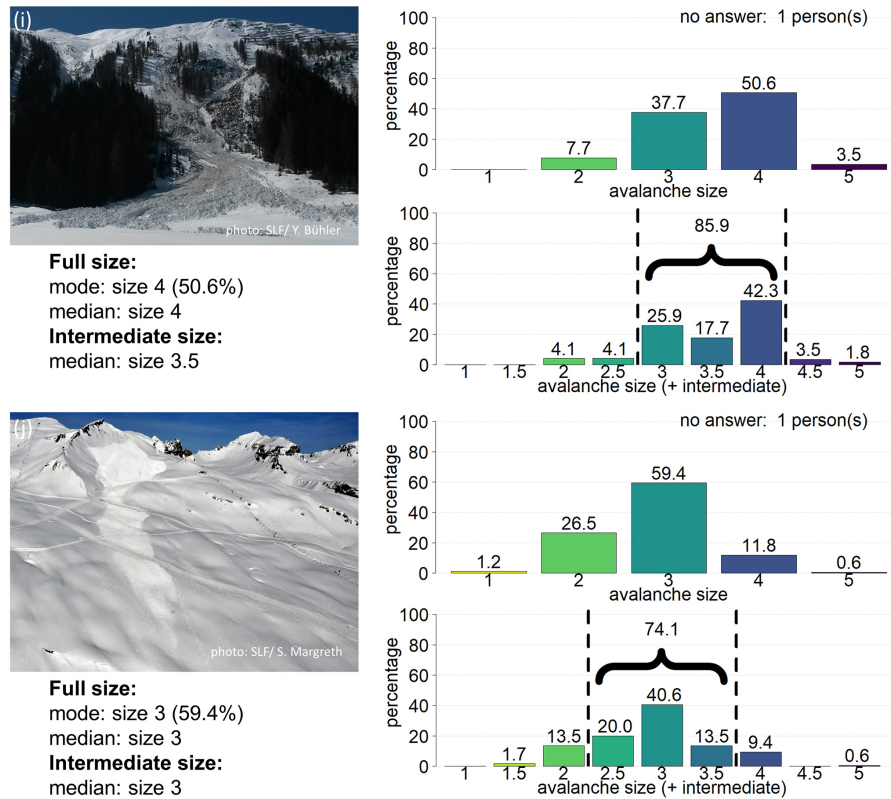 (i)
photo: SLF/ Y. Bühler
Full size:
mode: size 4 (50.6%)
median: size 4
Intermediate size:
median: size 3.5
no answer: 1 person(s)
percentage
100
80
60
40
20
0
7.7
37.7
50.6
3.5
1 2 3 4 5
avalanche size
percentage
100
80
60
40
20
0
85.9
4.1 4.1 25.9 17.7 42.3 3.5 1.8
1 1.5 2 2.5 3 3.5 4 4.5 5
avalanche size (+ intermediate)
(j)
photo: SLF/ S. Margreth
Full size:
mode: size 3 (59.4%)
median: size 3
Intermediate size:
median: size 3
no answer: 1 person(s)
percentage
100
80
60
40
20
0
1.2
26.5
59.4
11.8
0.6
1 2 3 4 5
avalanche size
percentage
100
80
60
40
20
0
74.1
1.7 13.5 20.0 40.6 13.5 9.4 0.6
1 1.5 2 2.5 3 3.5 4 4.5 5
avalanche size (+ intermediate)